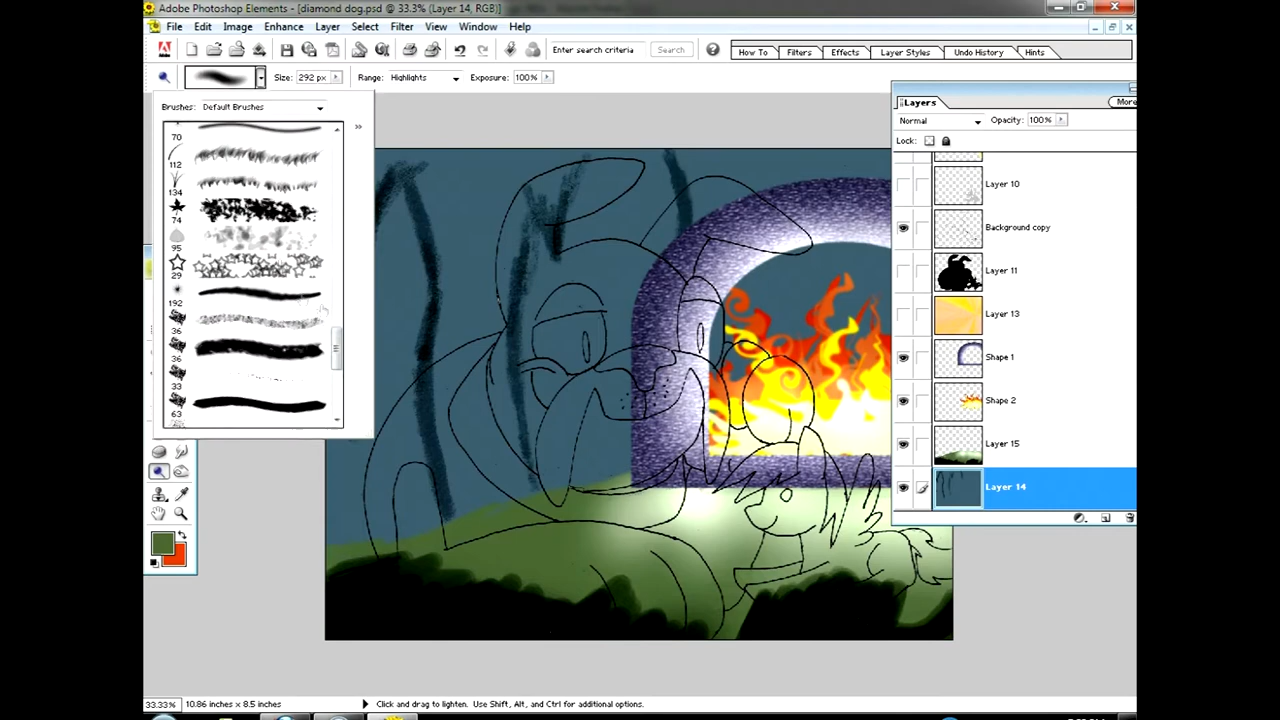 Adobe Photoshop Elements - [diamond dog.psd @ 33.3% (Layer 14, RGB)]
File Edit Image Enhance Layer Select Filter View Window Help
Enter search criteria Search How To Filters Effects Layer Styles Undo History Hints
Size: 292 px Range: Highlights Exposure: 100%
Brushes: Default Brushes
70
112
134
74
95
29
192
36
36
33
63
Layers More
Normal Opacity: 100%
Lock:
Layer 10
Background copy
Layer 11
Layer 13
Shape 1
Shape 2
Layer 15
Layer 14
33.33% 10.86 inches x 8.5 inches Click and drag to lighten. Use Shift, Alt, and Ctrl for additional options.